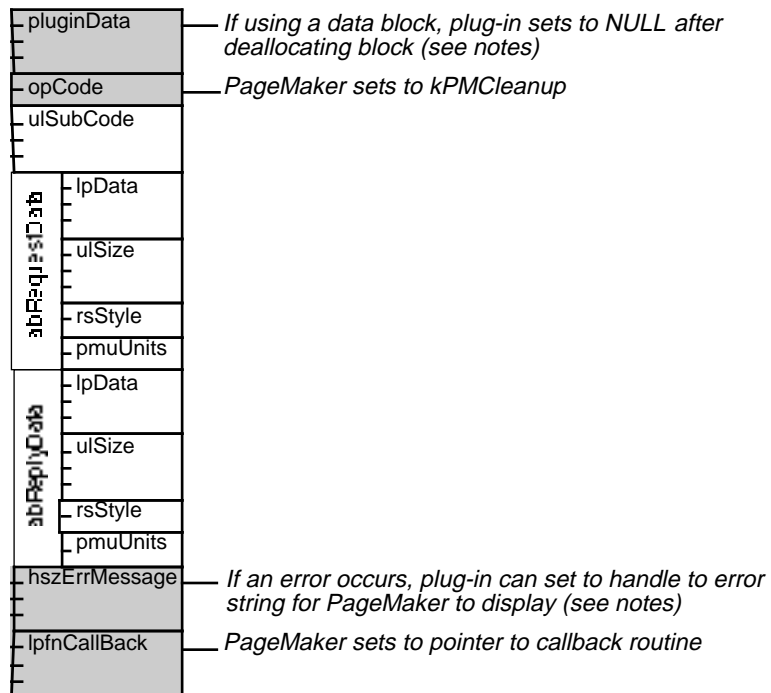 pluginData
If using a data block, plug-in sets to NULL after
deallocating block (see notes)
opCode
PageMaker sets to kPMCleanup
ulSubCode
abRequestData
lpData
ulSize
rsStyle
pmuUnits
abReplyData
lpData
ulSize
rsStyle
pmuUnits
hszErrMessage
If an error occurs, plug-in can set to handle to error
string for PageMaker to display (see notes)
lpfnCallBack
PageMaker sets to pointer to callback routine